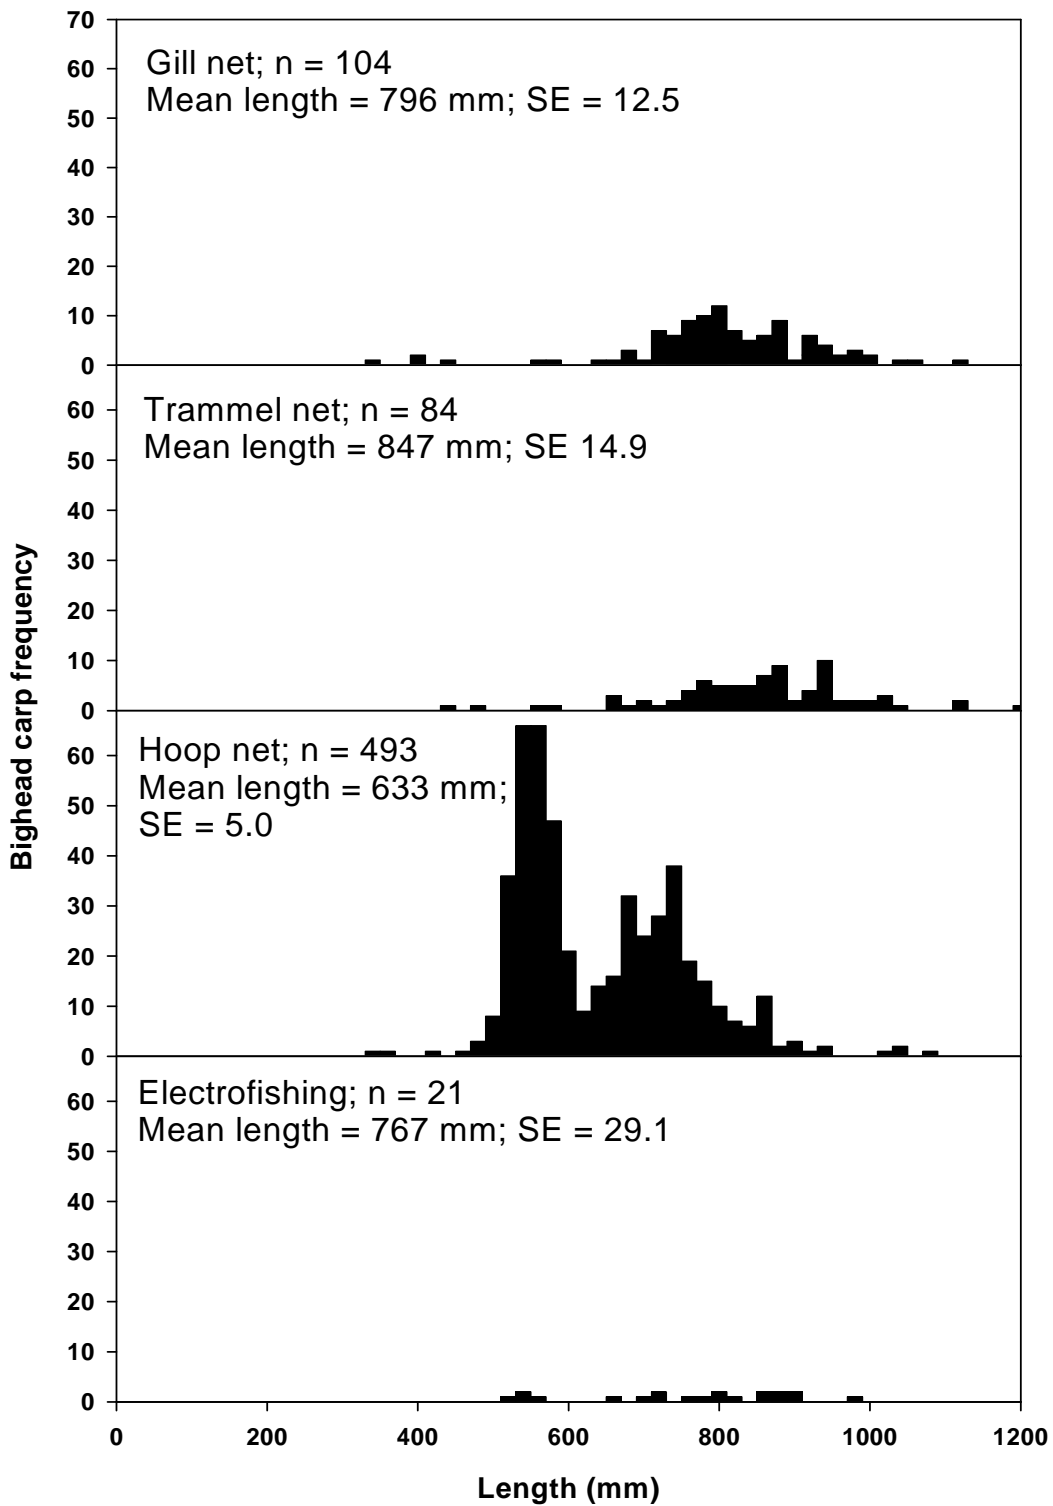 70
60
50
40
30
20
10
0
Gill net; n = 104
Mean length = 796 mm; SE = 12.5
60
50
40
30
20
10
0
Trammel net; n = 84
Mean length = 847 mm; SE 14.9
Bighead carp frequency
60
50
40
30
20
10
0
Hoop net; n = 493
Mean length = 633 mm;
SE = 5.0
60
50
40
30
20
10
0
Electrofishing; n = 21
Mean length = 767 mm; SE = 29.1
0 200 400 600 800 1000 1200
Length (mm)